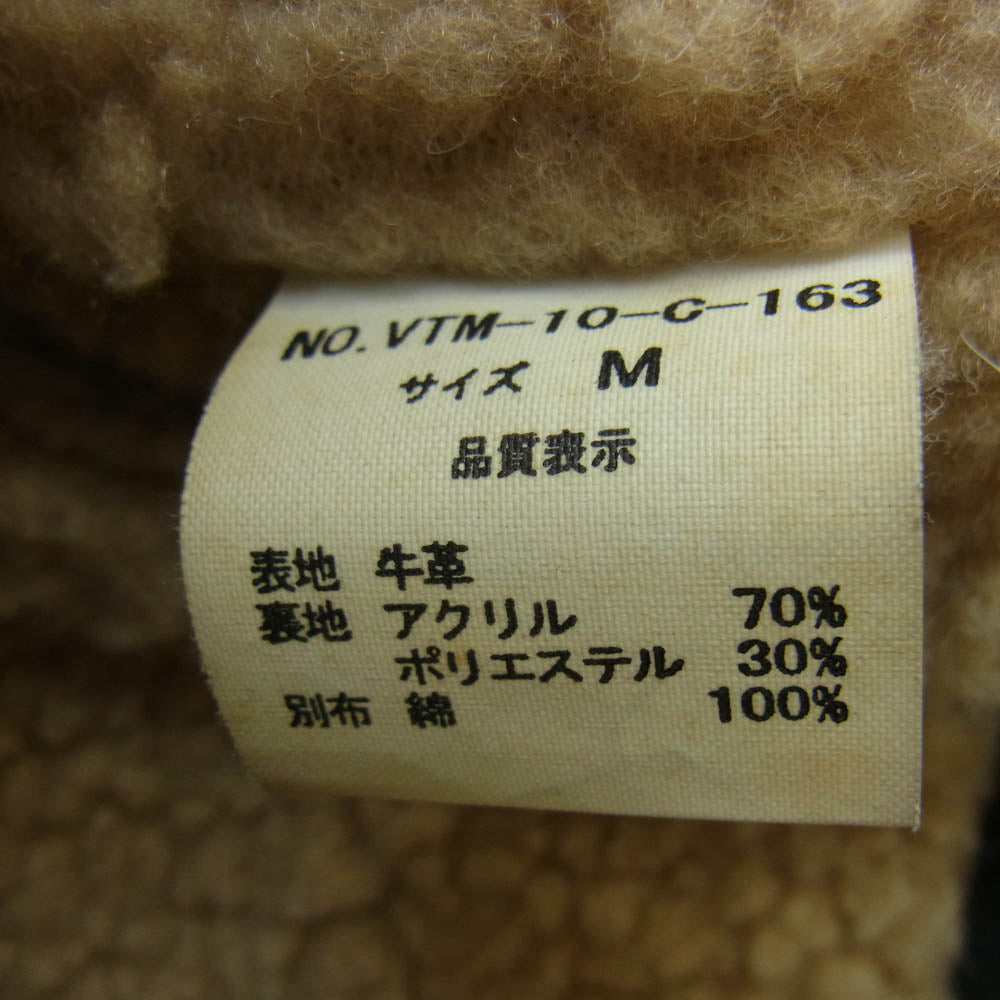 NO.VTM-10-C-163
サイズ M
品質表示
表地 牛革
裏地 アクリル 70%
ポリエステル 30%
別布 綿 100%